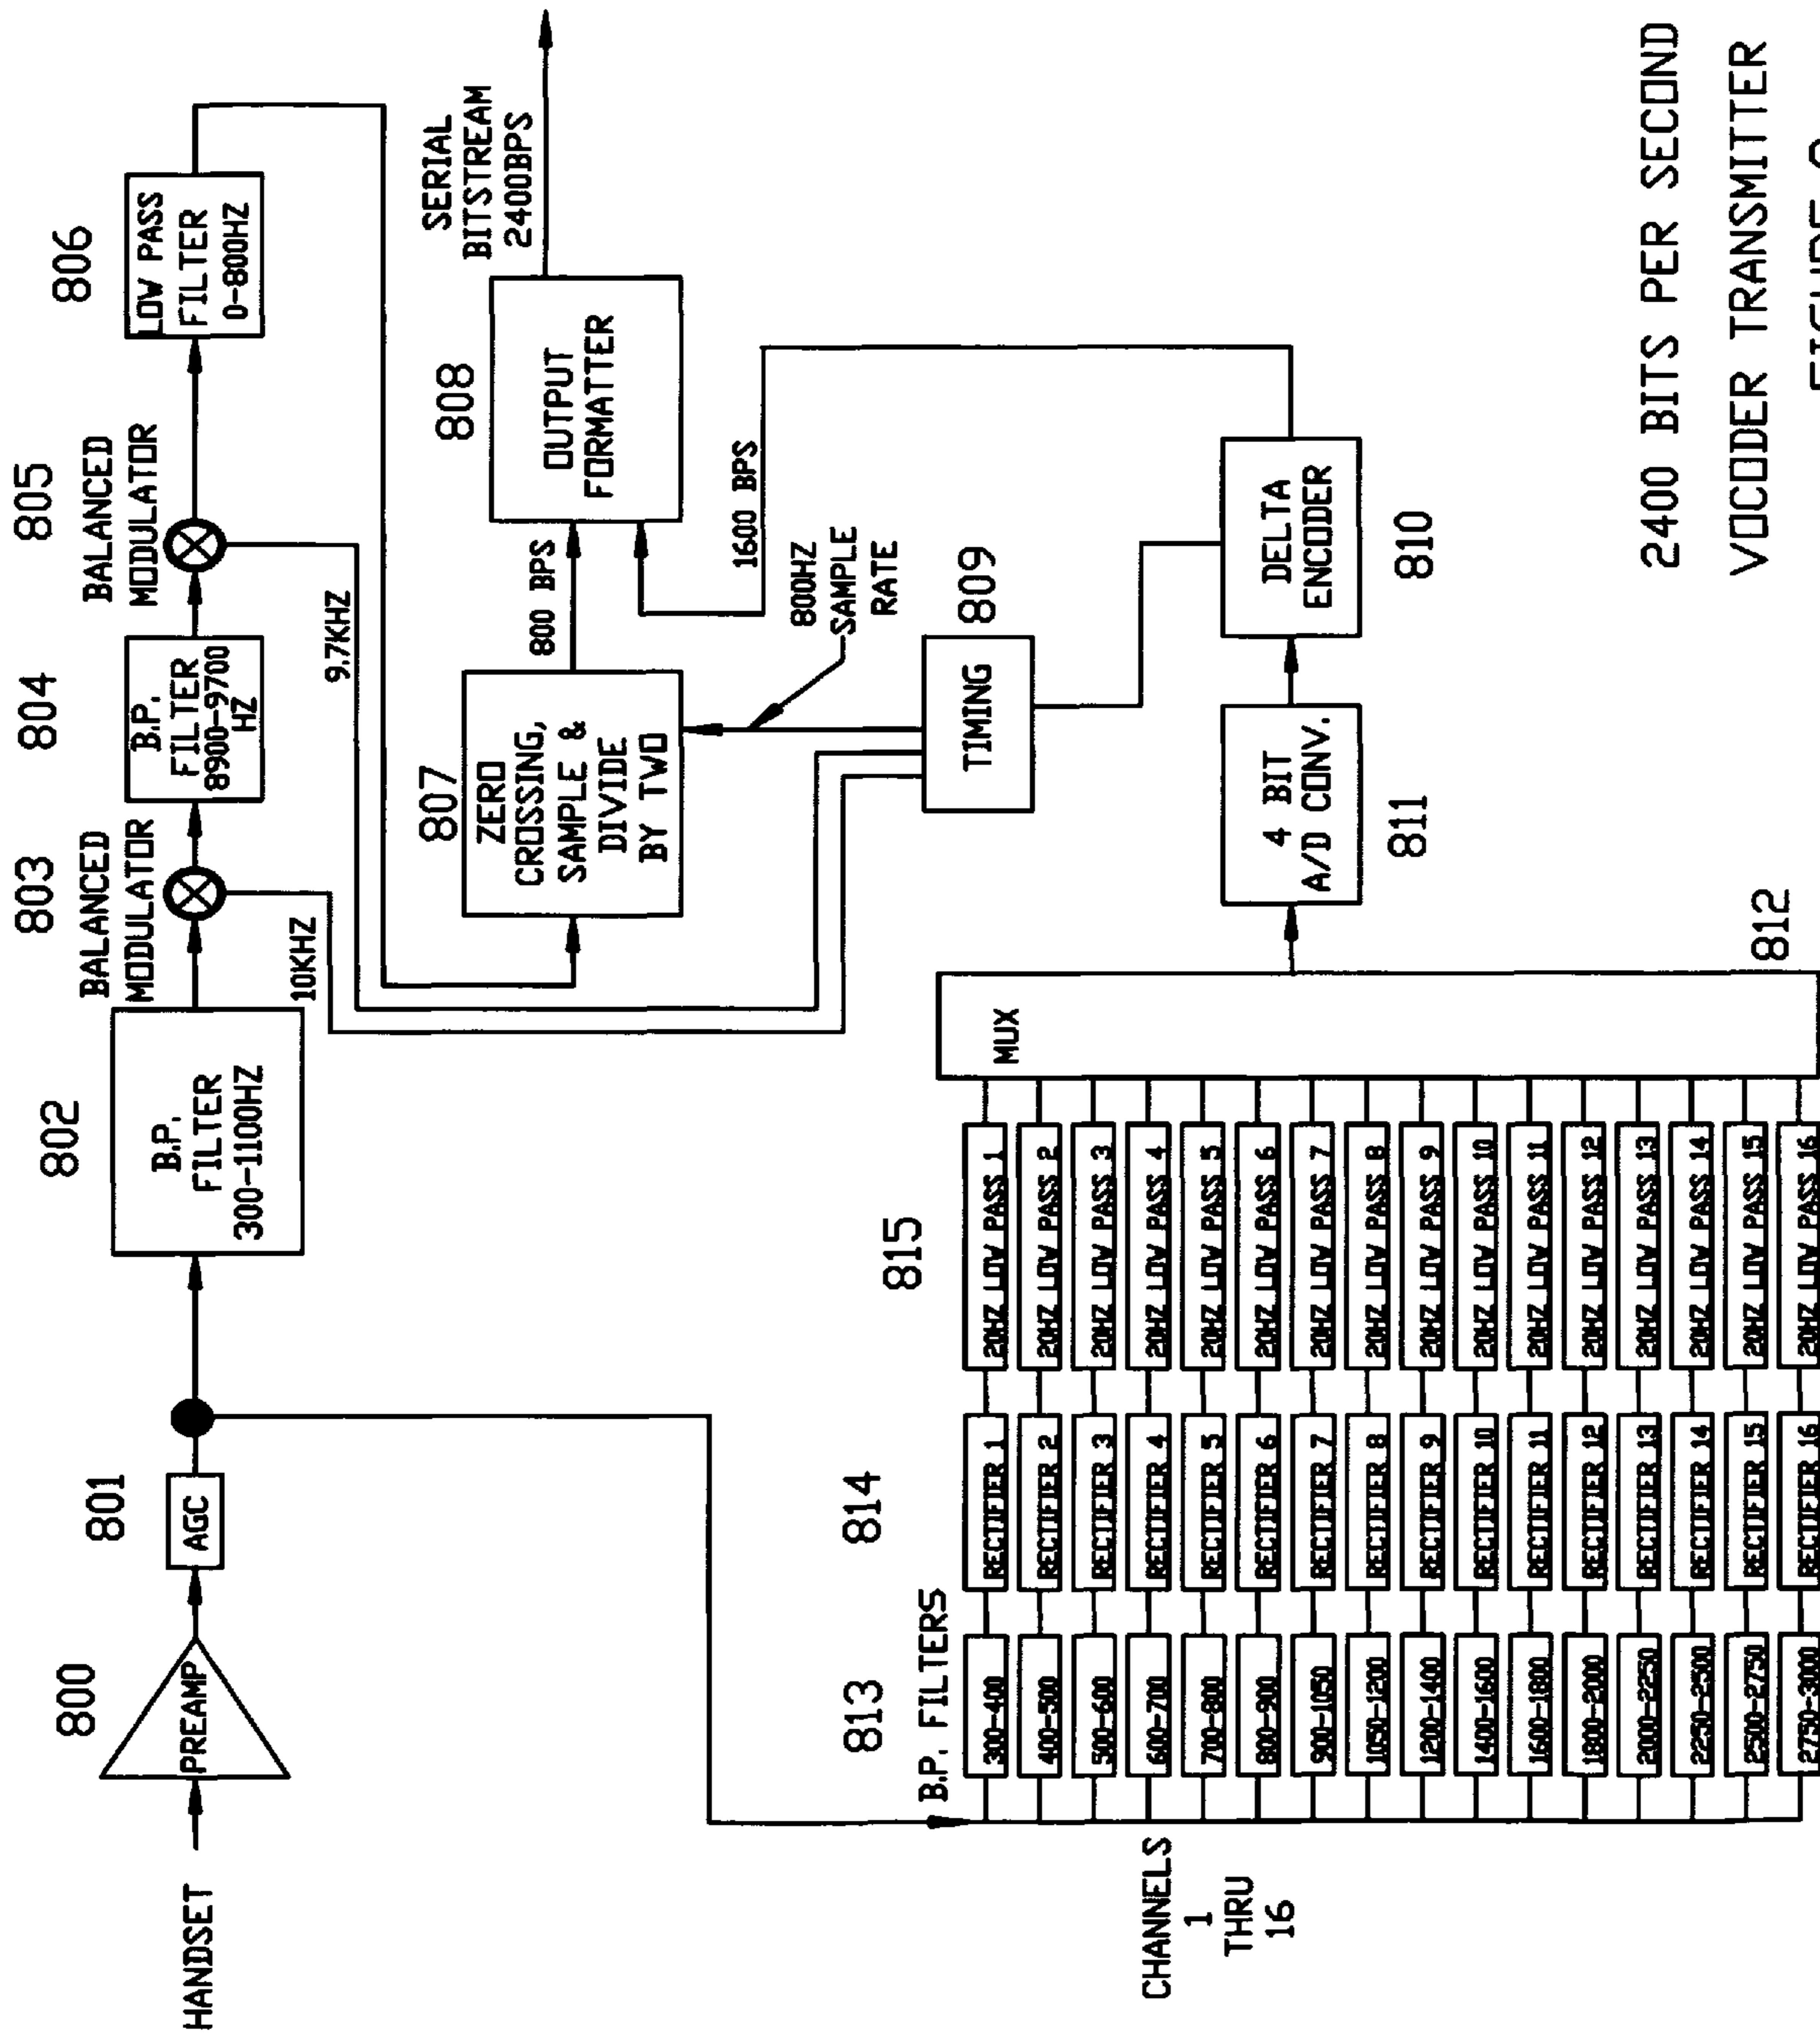 HANDSET
800
PREAMP
801
AGC
802
B.P.
FILTER
300-1100HZ
803
BALANCED
MODULATOR
10KHZ
804
B.P.
FILTER
8900-9700
HZ
805
BALANCED
MODULATOR
9.7KHZ
806
LOW PASS
FILTER
0-800HZ
807
ZERO
CROSSING,
SAMPLE &
DIVIDE
BY TWO
800 BPS
808
OUTPUT
FORMATTER
SERIAL
BITSTREAM
2400BPS
1600 BPS
800HZ
SAMPLE
RATE
809
TIMING
DELTA
ENCODER
810
4 BIT
A/D CONV.
811
MUX
812
813
B.P. FILTERS
814
815
CHANNELS
1
THRU
16
300-400 RECTIFIER 1 20HZ LOW PASS 1
400-500 RECTIFIER 2 20HZ LOW PASS 2
500-600 RECTIFIER 3 20HZ LOW PASS 3
600-700 RECTIFIER 4 20HZ LOW PASS 4
700-800 RECTIFIER 5 20HZ LOW PASS 5
800-900 RECTIFIER 6 20HZ LOW PASS 6
900-1050 RECTIFIER 7 20HZ LOW PASS 7
1050-1200 RECTIFIER 8 20HZ LOW PASS 8
1200-1400 RECTIFIER 9 20HZ LOW PASS 9
1400-1600 RECTIFIER 10 20HZ LOW PASS 10
1600-1800 RECTIFIER 11 20HZ LOW PASS 11
1800-2000 RECTIFIER 12 20HZ LOW PASS 12
2000-2250 RECTIFIER 13 20HZ LOW PASS 13
2250-2500 RECTIFIER 14 20HZ LOW PASS 14
2500-2750 RECTIFIER 15 20HZ LOW PASS 15
2750-3000 RECTIFIER 16 20HZ LOW PASS 16
2400 BITS PER SECOND
VOCODER TRANSMITTER
FIGURE